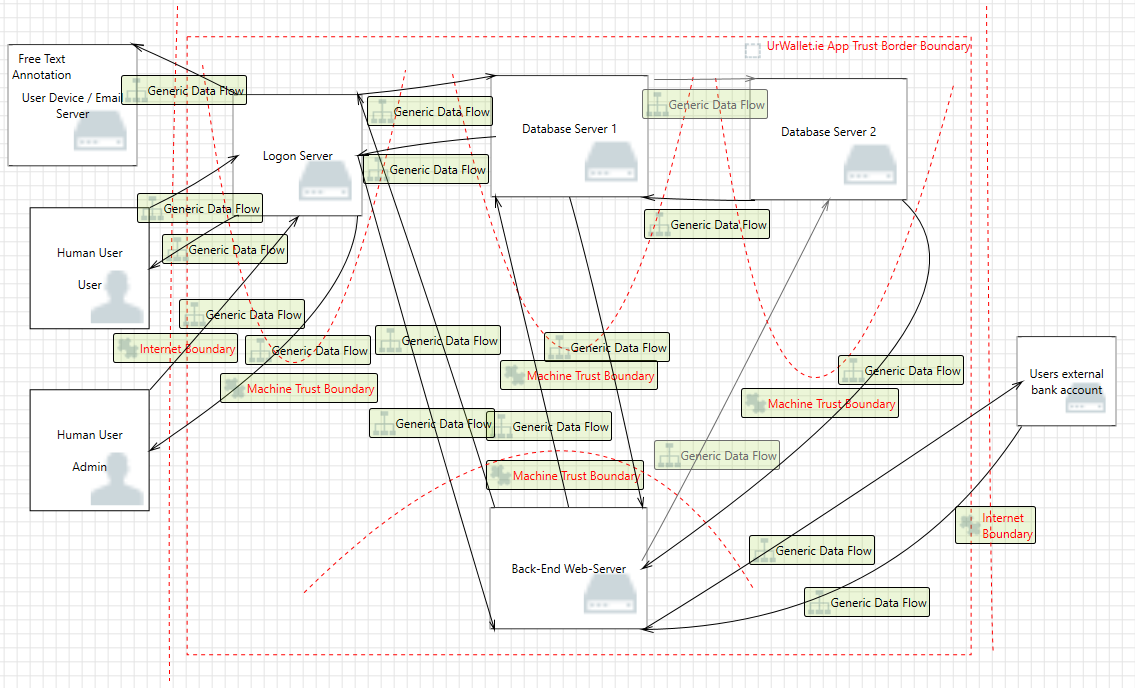 UrWallet.ie App Trust Border Boundary
Free Text
Annotation
User Device / Email
Server
Generic Data Flow
Generic Data Flow
Generic Data Flow
Database Server 1
Database Server 2
Logon Server
Generic Data Flow
Generic Data Flow
Generic Data Flow
Generic Data Flow
Human User
User
Generic Data Flow
Internet Boundary
Generic Data Flow
Generic Data Flow
Generic Data Flow
Machine Trust Boundary
Machine Trust Boundary
Generic Data Flow
Users external
bank account
Machine Trust Boundary
Human User
Admin
Generic Data Flow
Generic Data Flow
Generic Data Flow
Machine Trust Boundary
Internet
Boundary
Back-End Web-Server
Generic Data Flow
Generic Data Flow